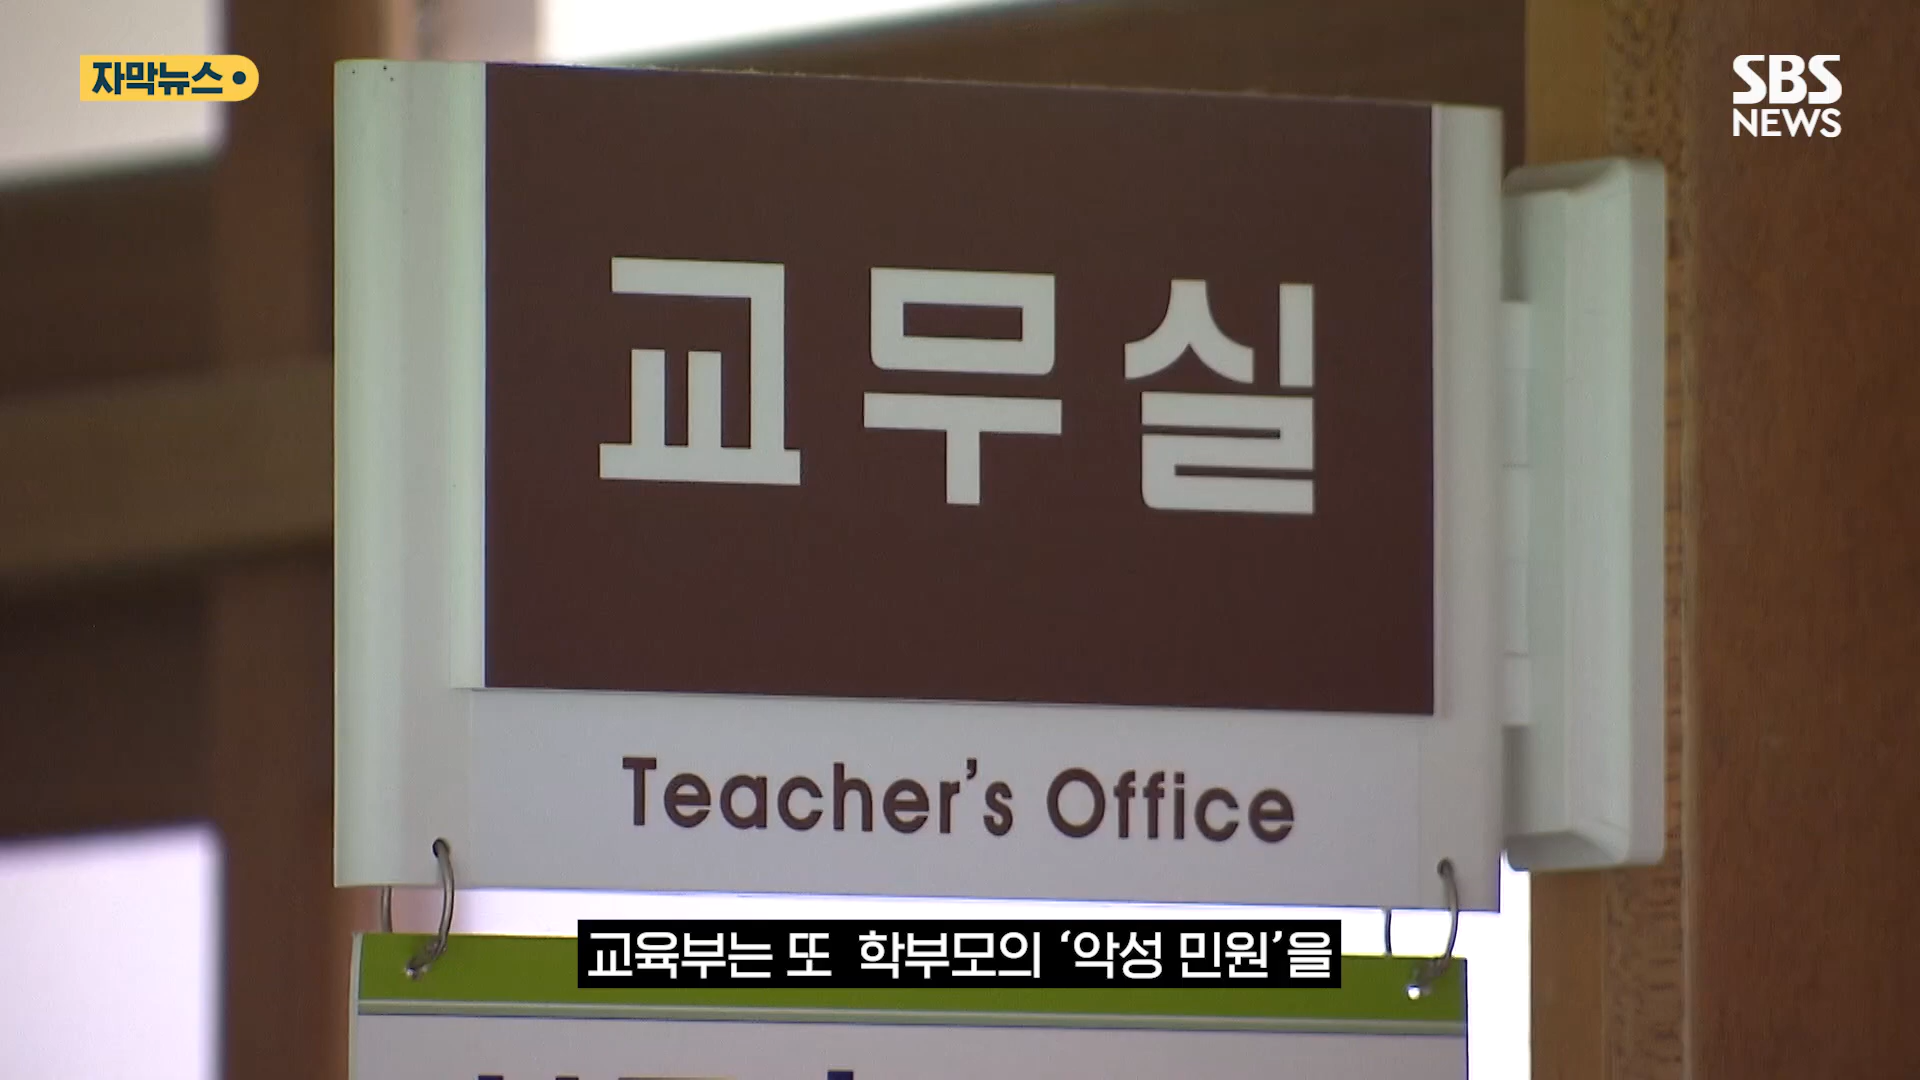 자막뉴스
SBS
NEWS
교무실
Teacher's Office
교육부는 또 학부모의 '악성 민원'을